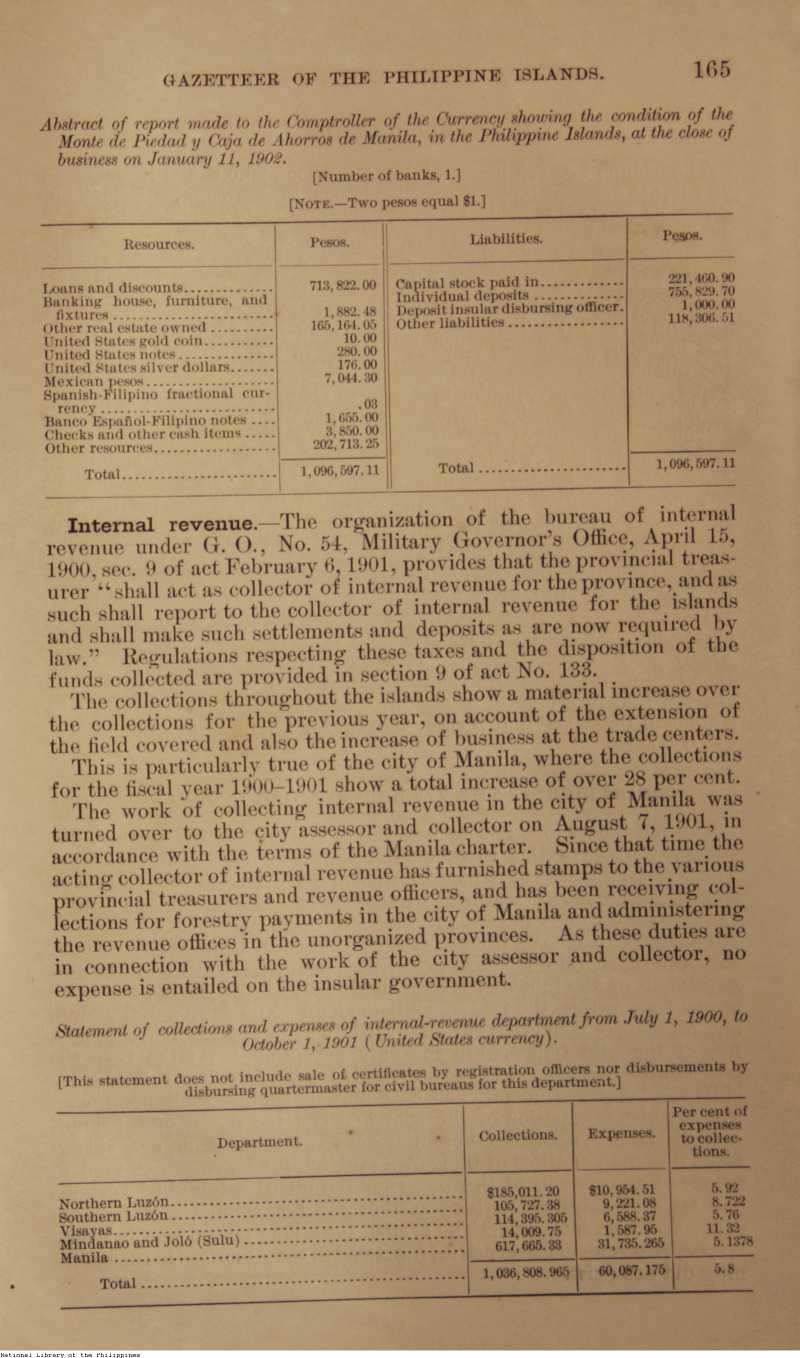 GAZETTEER OF THE PHILIPPINE ISLANDS. 165
Abstract of report made to the Comptroller of the Currency showing the condition of the
Monte de Piedad y Caja de Ahorros de Manila, in the Philippine Islands, at the close of
business on January 11, 1902.
[Number of banks, 1.]
[NOTE.—Two pesos equal $1.]
Resources. Pesos. Liabilities. Pesos.
Loans and discounts.............. 713,822.00 Capital stock paid in............. 221,460.90
Banking house, furniture, and Individual deposits .............. 755,829.70
fixtures ......................... 1,882.48 Deposit insular disbursing officer. 1,000.00
Other real estate owned .......... 165,164.05 Other liabilities .................. 118,306.51
United States gold coin........... 10.00
United States notes ............... 280.00
United States silver dollars....... 176.00
Mexican pesos .................... 7,044.30
Spanish-Filipino fractional cur-
rency ........................... .03
Banco Español-Filipino notes .... 1,655.00
Checks and other cash items ..... 3,850.00
Other resources................... 202,713.25
Total........................ 1,096,597.11 Total ....................... 1,096,597.11
Internal revenue.—The organization of the bureau of internal
revenue under G. O., No. 54, Military Governor's Office, April 15,
1900, sec. 9 of act February 6, 1901, provides that the provincial treas-
urer "shall act as collector of internal revenue for the province, and as
such shall report to the collector of internal revenue for the islands
and shall make such settlements and deposits as are now required by
law." Regulations respecting these taxes and the disposition of the
funds collected are provided in section 9 of act No. 133.
The collections throughout the islands show a material increase over
the collections for the previous year, on account of the extension of
the field covered and also the increase of business at the trade centers.
This is particularly true of the city of Manila, where the collections
for the fiscal year 1900–1901 show a total increase of over 28 per cent.
The work of collecting internal revenue in the city of Manila was
turned over to the city assessor and collector on August 7, 1901, in
accordance with the terms of the Manila charter. Since that time the
acting collector of internal revenue has furnished stamps to the various
provincial treasurers and revenue officers, and has been receiving col-
lections for forestry payments in the city of Manila and administering
the revenue offices in the unorganized provinces. As these duties are
in connection with the work of the city assessor and collector, no
expense is entailed on the insular government.
Statement of collections and expenses of internal-revenue department from July 1, 1900, to
October 1, 1901 (United States currency).
[This statement does not include sale of certificates by registration officers nor disbursements by
disbursing quartermaster for civil bureaus for this department.]
Department. Collections. Expenses. Per cent of
expenses
to collec-
tions.
Northern Luzón.............................. $185,011.20 $10,954.51 5.92
Southern Luzón .............................. 105,727.38 9,221.08 8.722
Visayas...................................... 114,395.305 6,588.37 5.76
Mindanao and Joló (Sulu) .................... 14,009.75 1,587.95 11.32
Manila ...................................... 617,665.33 31,735.265 5.1378
Total .................................. 1,036,808.965 60,087.175 5.8
National Library of the Philippines